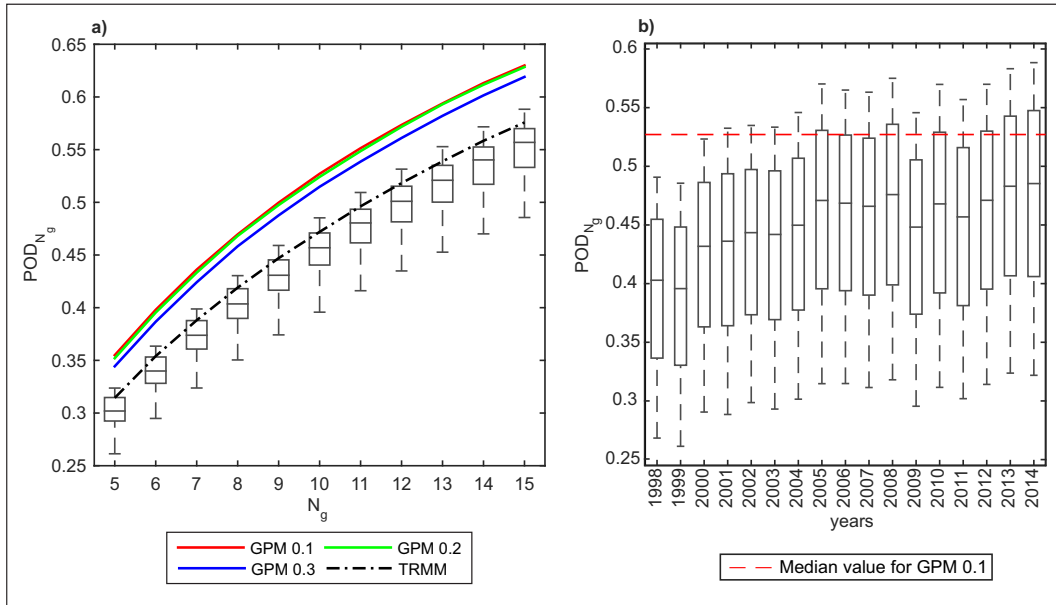 a)
0.65
0.6
0.55
0.5
0.45
0.4
0.35
0.3
0.25
POD_Ng
5 6 7 8 9 10 11 12 13 14 15
N_g
GPM 0.1 GPM 0.2
GPM 0.3 TRMM
b)
0.6
0.55
0.5
0.45
0.4
0.35
0.3
0.25
POD_Ng
1998 1999 2000 2001 2002 2003 2004 2005 2006 2007 2008 2009 2010 2011 2012 2013 2014
years
Median value for GPM 0.1